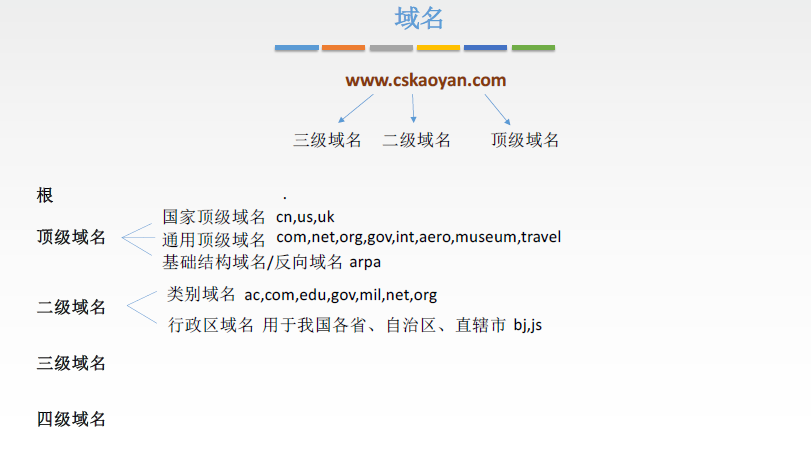 域名
www.cskaoyan.com
三级域名 二级域名 顶级域名
根 .
国家顶级域名 cn,us,uk
顶级域名 通用顶级域名 com,net,org,gov,int,aero,museum,travel
基础结构域名/反向域名 arpa
类别域名 ac,com,edu,gov,mil,net,org
二级域名
行政区域名 用于我国各省、自治区、直辖市 bj,js
三级域名
四级域名